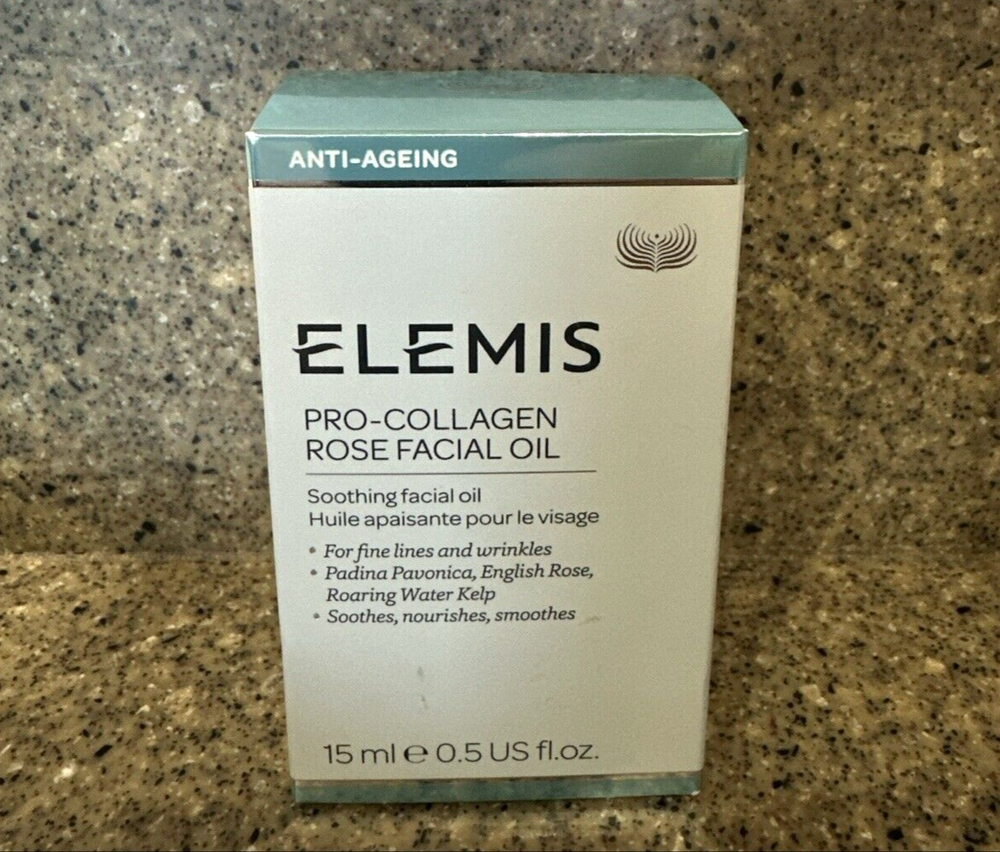 ANTI-AGEING
ELEMIS
PRO-COLLAGEN
ROSE FACIAL OIL
Soothing facial oil
Huile apaisante pour le visage
• For fine lines and wrinkles
• Padina Pavonica, English Rose,
Roaring Water Kelp
• Soothes, nourishes, smoothes
15 ml ℮ 0.5 US fl.oz.